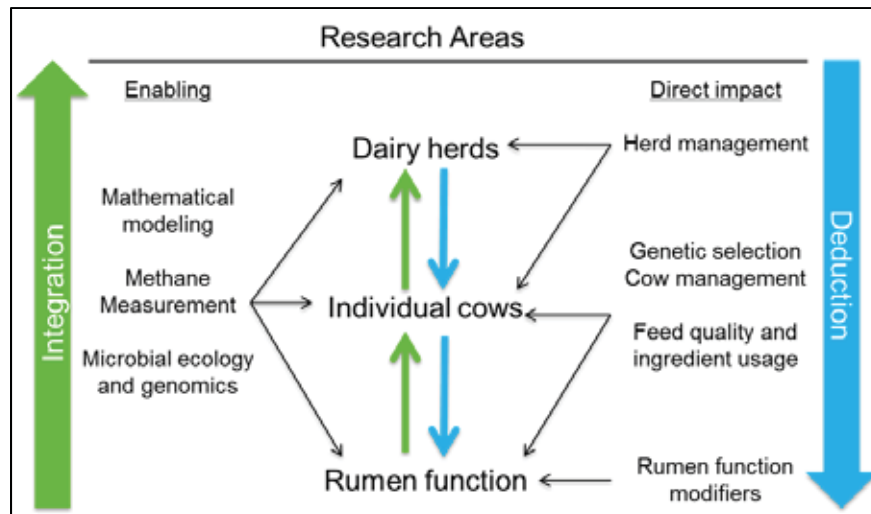 Research Areas
Enabling
Direct impact
Integration
Deduction
Dairy herds
Individual cows
Rumen function
Mathematical
modeling
Methane
Measurement
Microbial ecology
and genomics
Herd management
Genetic selection
Cow management
Feed quality and
ingredient usage
Rumen function
modifiers